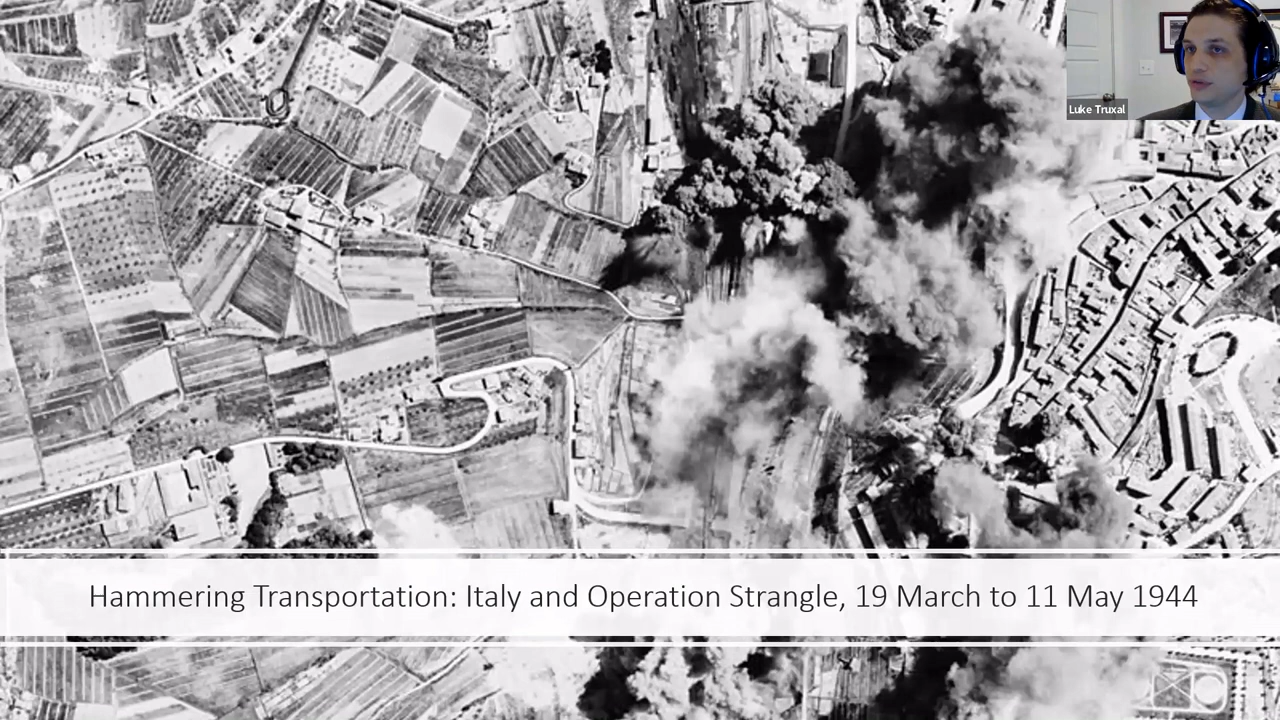 Luke Truxal
Hammering Transportation: Italy and Operation Strangle, 19 March to 11 May 1944